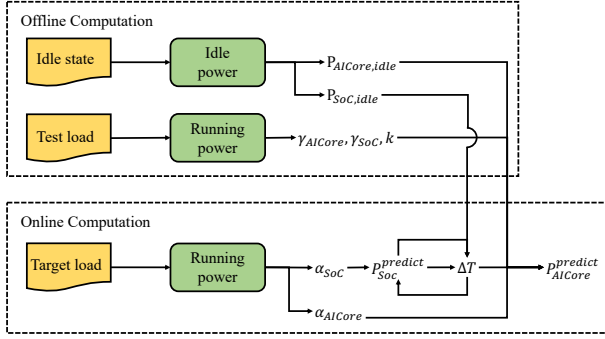 Offline Computation
Idle state
Idle
power
P_{AICore,idle}
P_{SoC,idle}
Test load
Running
power
γ_{AICore}, γ_{SoC}, k
Online Computation
Target load
Running
power
α_{SoC}
P_{Soc}^{predict}
ΔT
P_{AICore}^{predict}
α_{AICore}